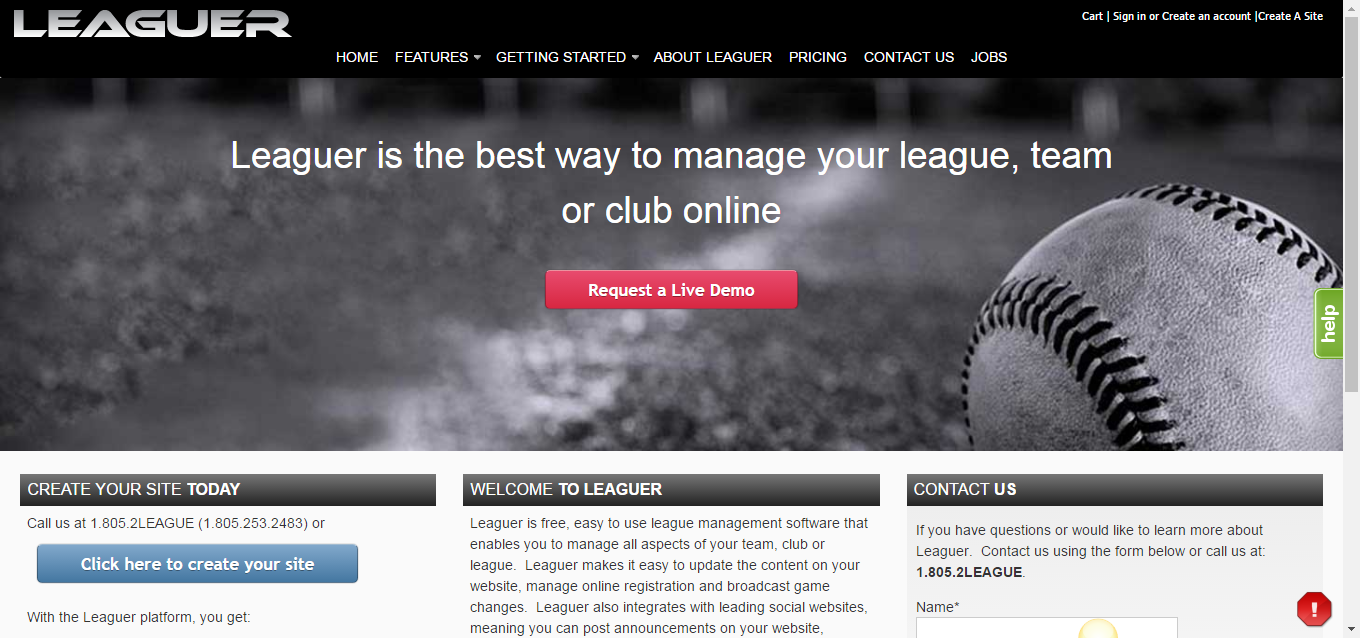 LEAGUER
Cart | Sign in or Create an account |Create A Site
HOME FEATURES GETTING STARTED ABOUT LEAGUER PRICING CONTACT US JOBS
Leaguer is the best way to manage your league, team
or club online
Request a Live Demo
help
CREATE YOUR SITE TODAY
Call us at 1.805.2LEAGUE (1.805.253.2483) or
Click here to create your site
With the Leaguer platform, you get:
WELCOME TO LEAGUER
Leaguer is free, easy to use league management software that
enables you to manage all aspects of your team, club or
league. Leaguer makes it easy to update the content on your
website, manage online registration and broadcast game
changes. Leaguer also integrates with leading social websites,
meaning you can post announcements on your website,
CONTACT US
If you have questions or would like to learn more about
Leaguer. Contact us using the form below or call us at:
1.805.2LEAGUE.
Name*
!